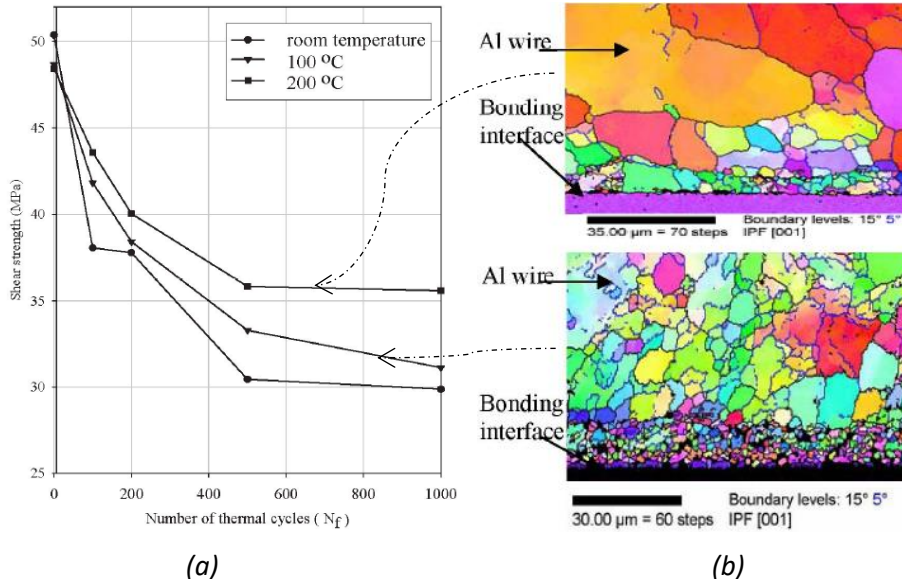 50
45
40
35
30
25
0
200
400
600
800
1000
Shear strength (MPa)
Number of thermal cycles ( Nf )
room temperature
100 ºC
200 ºC
(a)
Al wire
Bonding
interface
35.00 µm = 70 steps
Boundary levels: 15° 5°
IPF [001]
Al wire
Bonding
interface
30.00 µm = 60 steps
Boundary levels: 15° 5°
IPF [001]
(b)